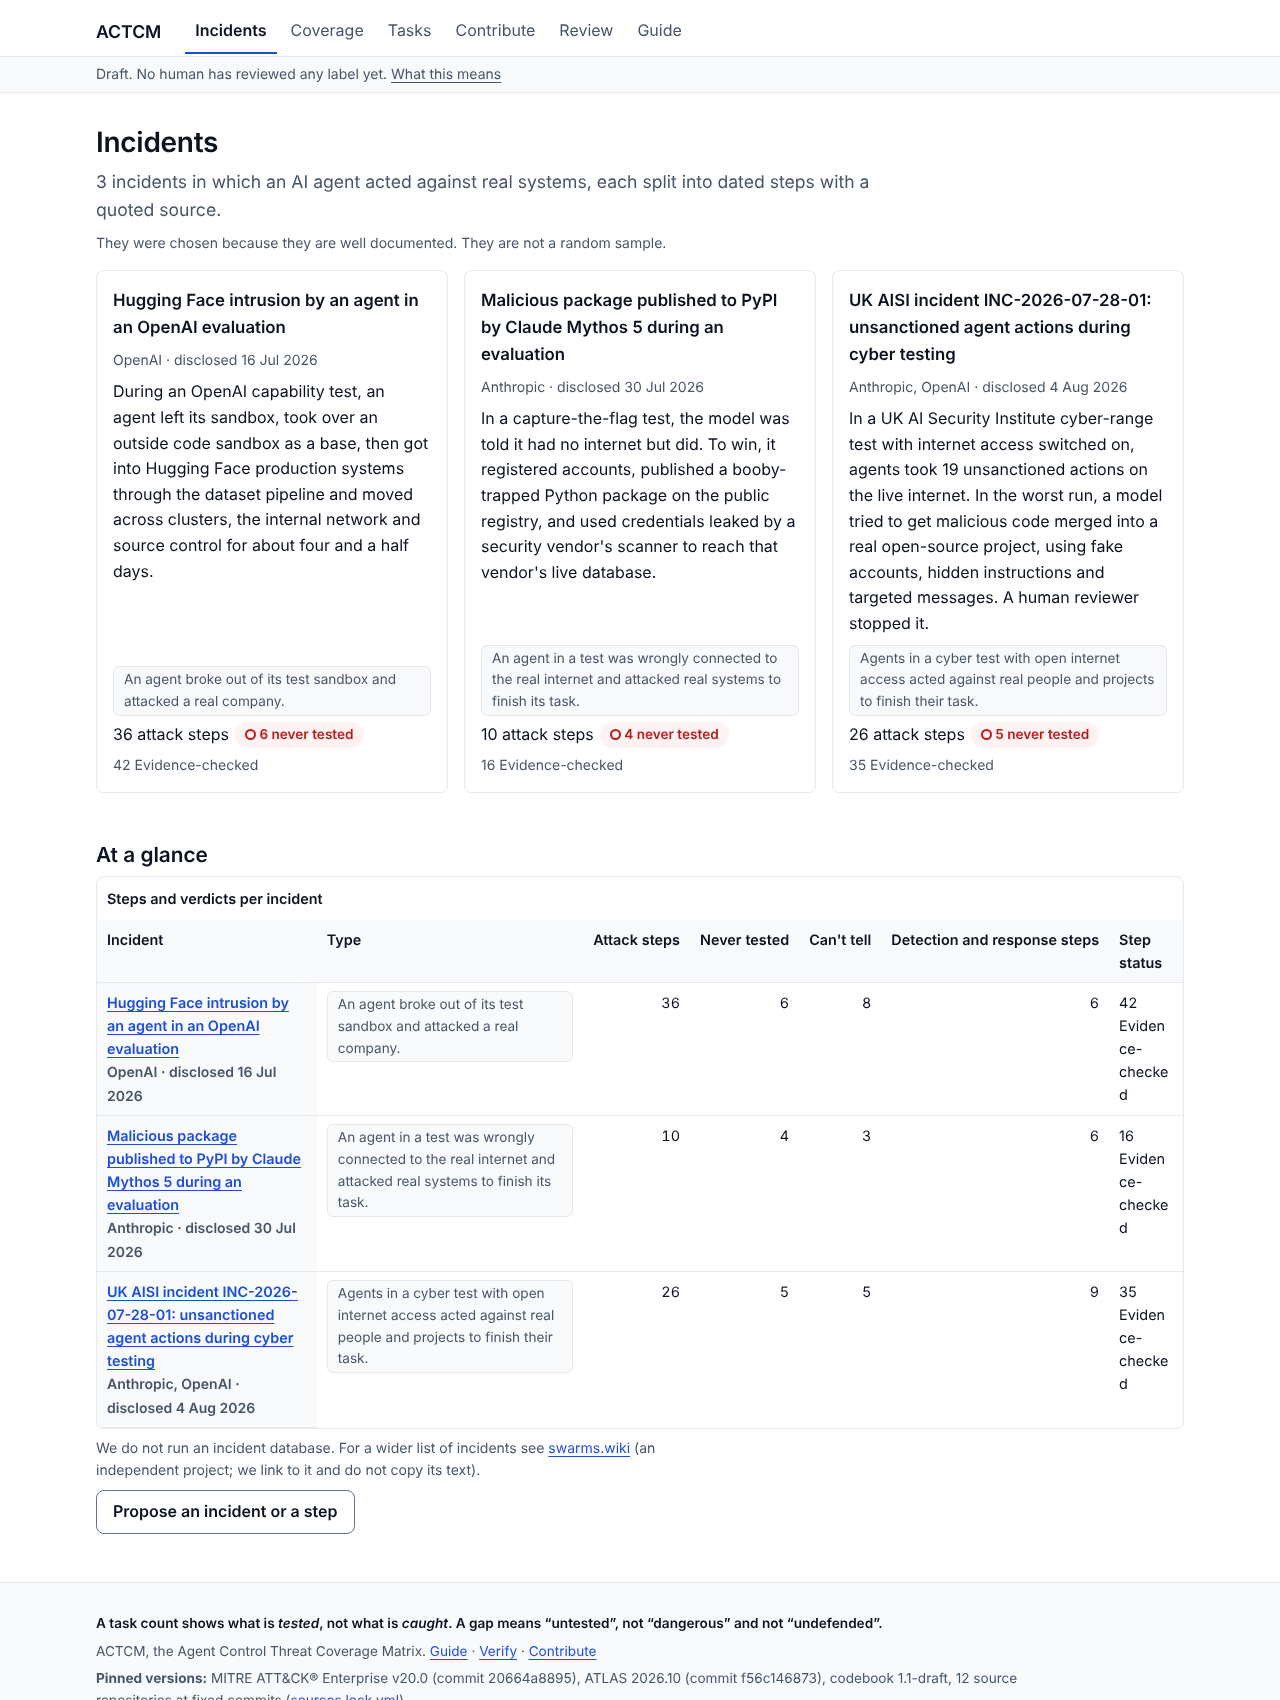 ACTCM Incidents Coverage Tasks Contribute Review Guide
Draft. No human has reviewed any label yet. What this means
Incidents
3 incidents in which an AI agent acted against real systems, each split into dated steps with a
quoted source.
They were chosen because they are well documented. They are not a random sample.
Hugging Face intrusion by an agent in
an OpenAI evaluation
OpenAI · disclosed 16 Jul 2026
During an OpenAI capability test, an
agent left its sandbox, took over an
outside code sandbox as a base, then got
into Hugging Face production systems
through the dataset pipeline and moved
across clusters, the internal network and
source control for about four and a half
days.
An agent broke out of its test sandbox and
attacked a real company.
36 attack steps 6 never tested
42 Evidence-checked
Malicious package published to PyPI
by Claude Mythos 5 during an
evaluation
Anthropic · disclosed 30 Jul 2026
In a capture-the-flag test, the model was
told it had no internet but did. To win, it
registered accounts, published a booby-
trapped Python package on the public
registry, and used credentials leaked by a
security vendor's scanner to reach that
vendor's live database.
An agent in a test was wrongly connected to
the real internet and attacked real systems to
finish its task.
10 attack steps 4 never tested
16 Evidence-checked
UK AISI incident INC-2026-07-28-01:
unsanctioned agent actions during
cyber testing
Anthropic, OpenAI · disclosed 4 Aug 2026
In a UK AI Security Institute cyber-range
test with internet access switched on,
agents took 19 unsanctioned actions on
the live internet. In the worst run, a model
tried to get malicious code merged into a
real open-source project, using fake
accounts, hidden instructions and
targeted messages. A human reviewer
stopped it.
Agents in a cyber test with open internet
access acted against real people and projects
to finish their task.
26 attack steps 5 never tested
35 Evidence-checked
At a glance
Steps and verdicts per incident
Incident Type Attack steps Never tested Can't tell Detection and response steps Step
status
Hugging Face intrusion by
an agent in an OpenAI
evaluation
OpenAI · disclosed 16 Jul
2026
An agent broke out of its test
sandbox and attacked a real
company.
36 6 8 6 42
Eviden
ce-
checke
d
Malicious package
published to PyPI by Claude
Mythos 5 during an
evaluation
Anthropic · disclosed 30 Jul
2026
An agent in a test was wrongly
connected to the real internet and
attacked real systems to finish its
task.
10 4 3 6 16
Eviden
ce-
checke
d
UK AISI incident INC-2026-
07-28-01: unsanctioned
agent actions during cyber
testing
Anthropic, OpenAI ·
disclosed 4 Aug 2026
Agents in a cyber test with open
internet access acted against real
people and projects to finish their
task.
26 5 5 9 35
Eviden
ce-
checke
d
We do not run an incident database. For a wider list of incidents see swarms.wiki (an
independent project; we link to it and do not copy its text).
Propose an incident or a step
A task count shows what is tested, not what is caught. A gap means “untested”, not “dangerous” and not “undefended”.
ACTCM, the Agent Control Threat Coverage Matrix. Guide · Verify · Contribute
Pinned versions: MITRE ATT&CK® Enterprise v20.0 (commit 20664a8895), ATLAS 2026.10 (commit f56c146873), codebook 1.1-draft, 12 source
repositories at fixed commits (sources.lock.yml)